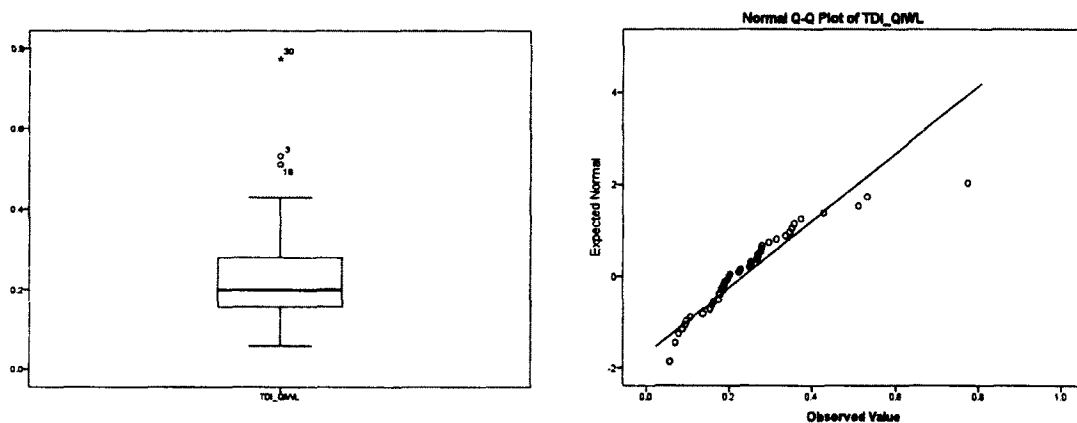 0.8
30
0.6
3
18
0.4
0.2
0.0
TDI_QIWL
Normal Q-Q Plot of TDI_QIWL
Expected Normal
4
2
0
-2
0.0 0.2 0.4 0.6 0.8 1.0
Observed Value